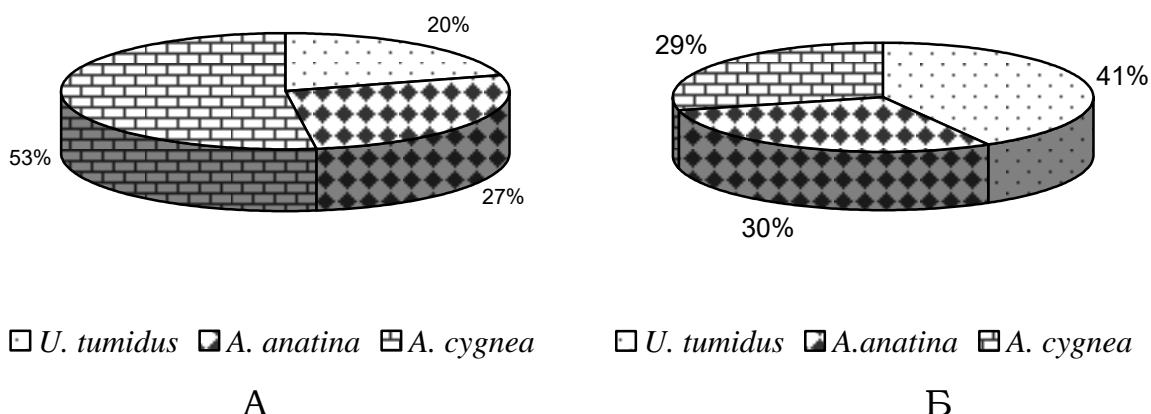 20%
53%
27%
29%
41%
30%
U. tumidus A. anatina A. cygnea
U. tumidus A.anatina A. cygnea
А
Б